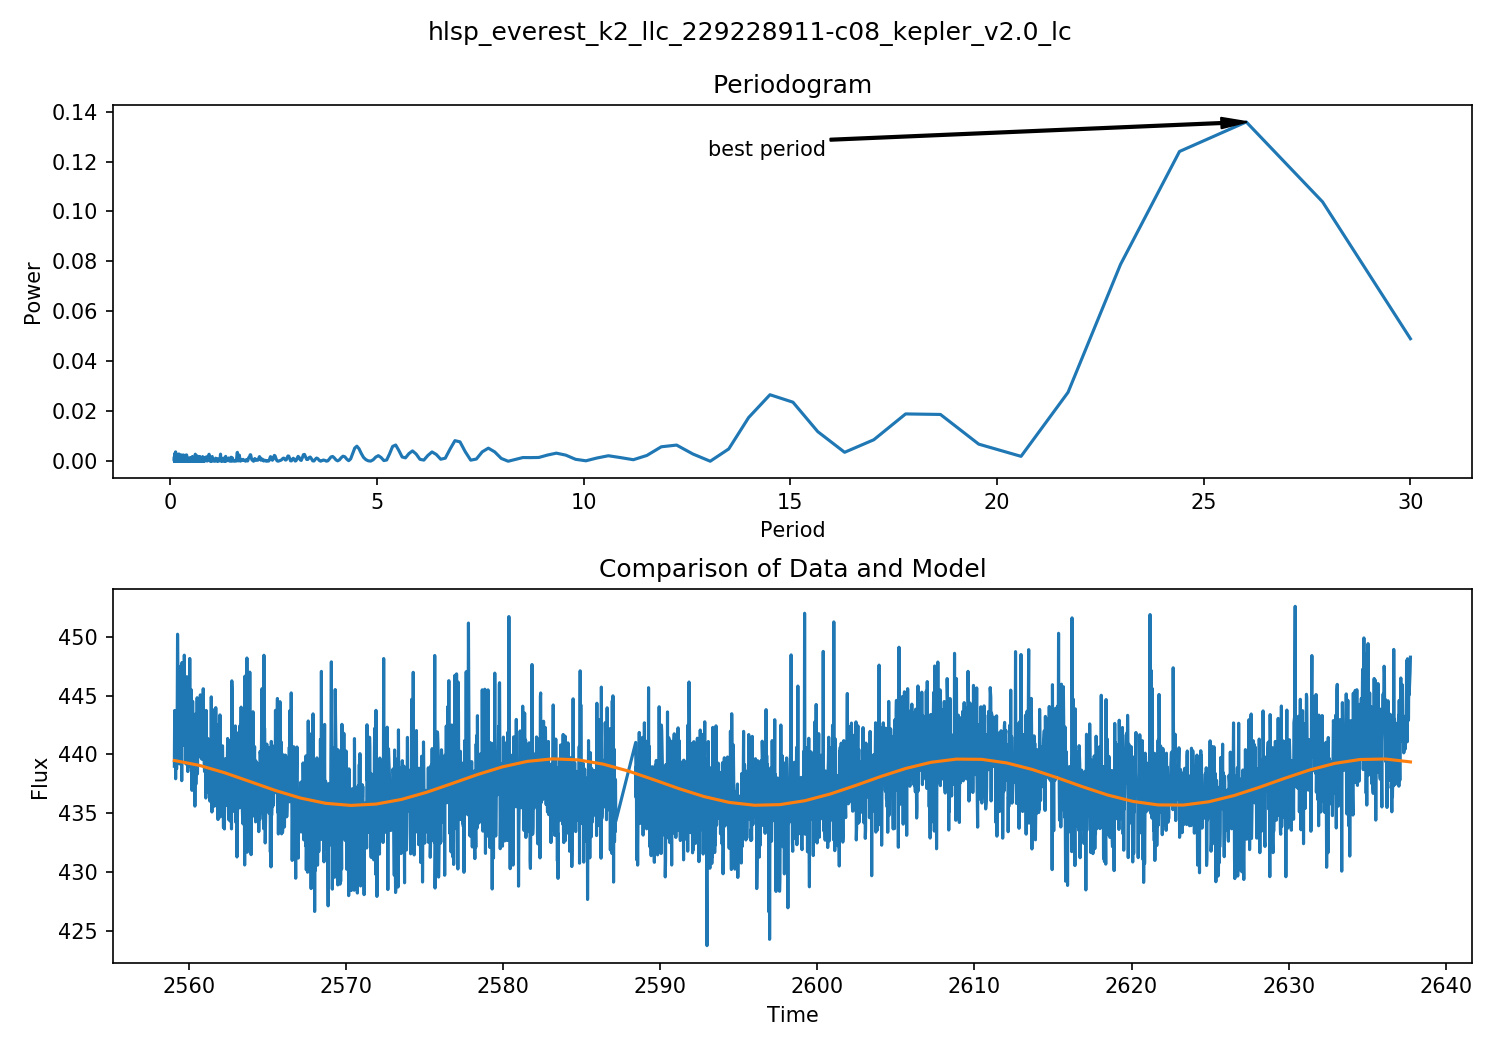 hlsp_everest_k2_llc_229228911-c08_kepler_v2.0_lc
Periodogram
0.14
0.12
0.10
0.08
0.06
0.04
0.02
0.00
Power
best period
0 5 10 15 20 25 30
Period
Comparison of Data and Model
450
445
440
435
430
425
Flux
2560 2570 2580 2590 2600 2610 2620 2630 2640
Time